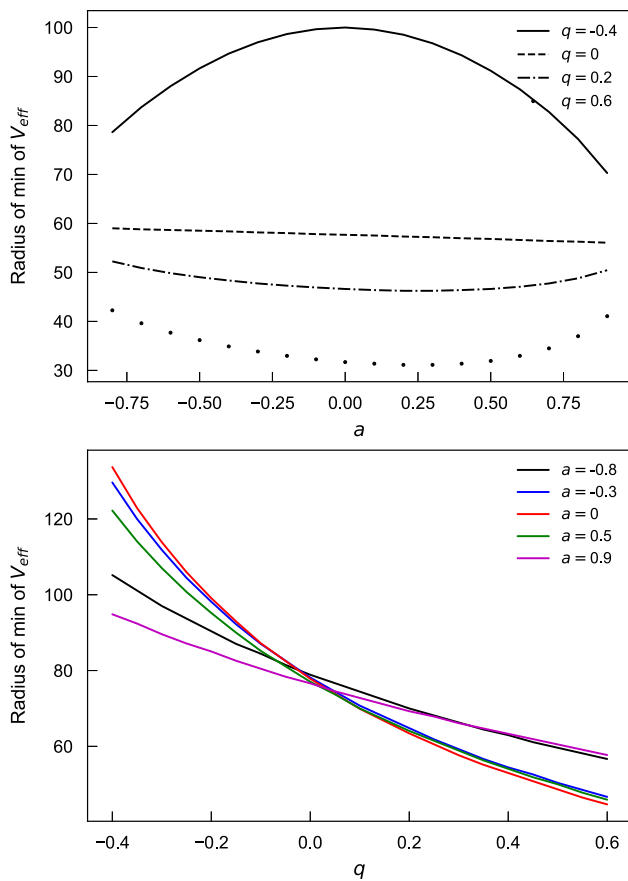 Radius of min of V_eff
100
90
80
70
60
50
40
30
q = -0.4
q = 0
q = 0.2
q = 0.6
−0.75 −0.50 −0.25 0.00 0.25 0.50 0.75
a
Radius of min of V_eff
120
100
80
60
a = -0.8
a = -0.3
a = 0
a = 0.5
a = 0.9
−0.4 −0.2 0.0 0.2 0.4 0.6
q